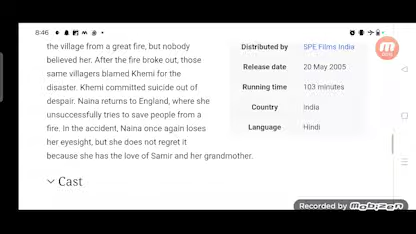 8:46
the village from a great fire, but nobody
believed her. After the fire broke out, those
same villagers blamed Khemi for the
disaster. Khemi committed suicide out of
despair. Naina returns to England, where she
unsuccessfully tries to save people from a
fire. In the accident, Naina once again loses
her eyesight, but she does not regret it
because she has the love of Samir and her grandmother.
Distributed by SPE Films India
Release date 20 May 2005
Running time 103 minutes
Country India
Language Hindi
Cast
Recorded by Mobizen